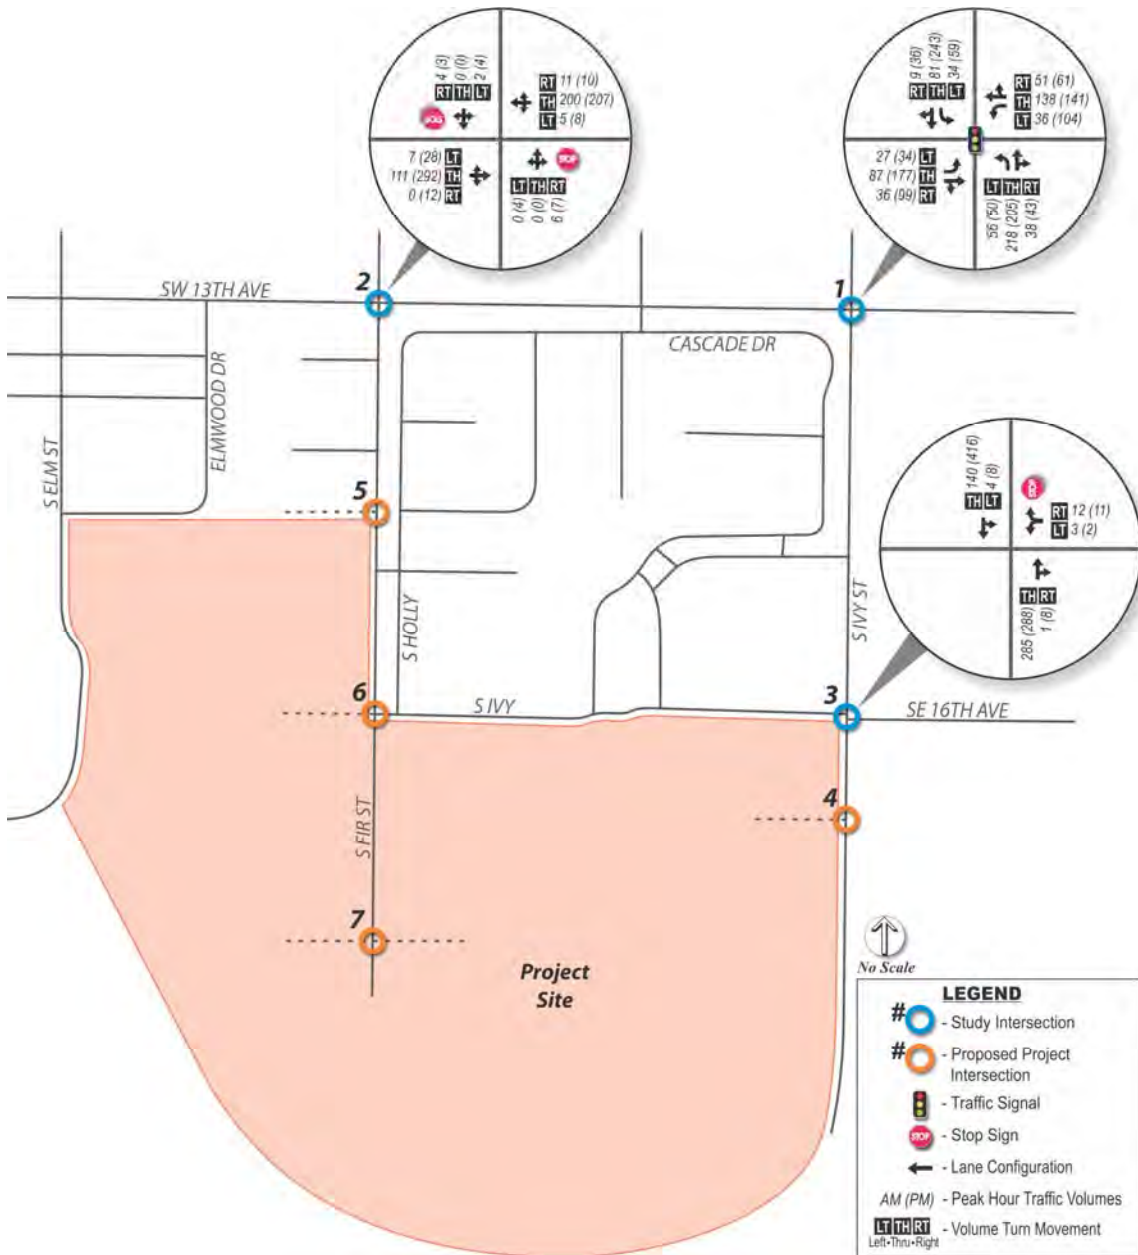 4 (3)
0 (0)
2 (4)
RT TH LT
STOP
RT 11 (10)
TH 200 (207)
LT 5 (8)
7 (28) LT
111 (292) TH
0 (12) RT
STOP
LT TH RT
0 (4)
0 (0)
6 (7)
9 (36)
81 (243)
34 (59)
RT TH LT
RT 51 (61)
TH 138 (141)
LT 36 (104)
27 (34) LT
87 (177) TH
36 (99) RT
LT TH RT
56 (50)
218 (205)
38 (43)
2
1
SW 13TH AVE
CASCADE DR
ELMWOOD DR
S ELM ST
140 (416)
4 (8)
TH LT
STOP
RT 12 (11)
LT 3 (2)
TH RT
285 (288)
1 (8)
5
S HOLLY
S IVY ST
6
S IVY
3
SE 16TH AVE
4
S FIR ST
7
Project
Site
No Scale
LEGEND
# - Study Intersection
# - Proposed Project
Intersection
- Traffic Signal
STOP - Stop Sign
- Lane Configuration
AM (PM) - Peak Hour Traffic Volumes
LT TH RT - Volume Turn Movement
Left•Thru•Right